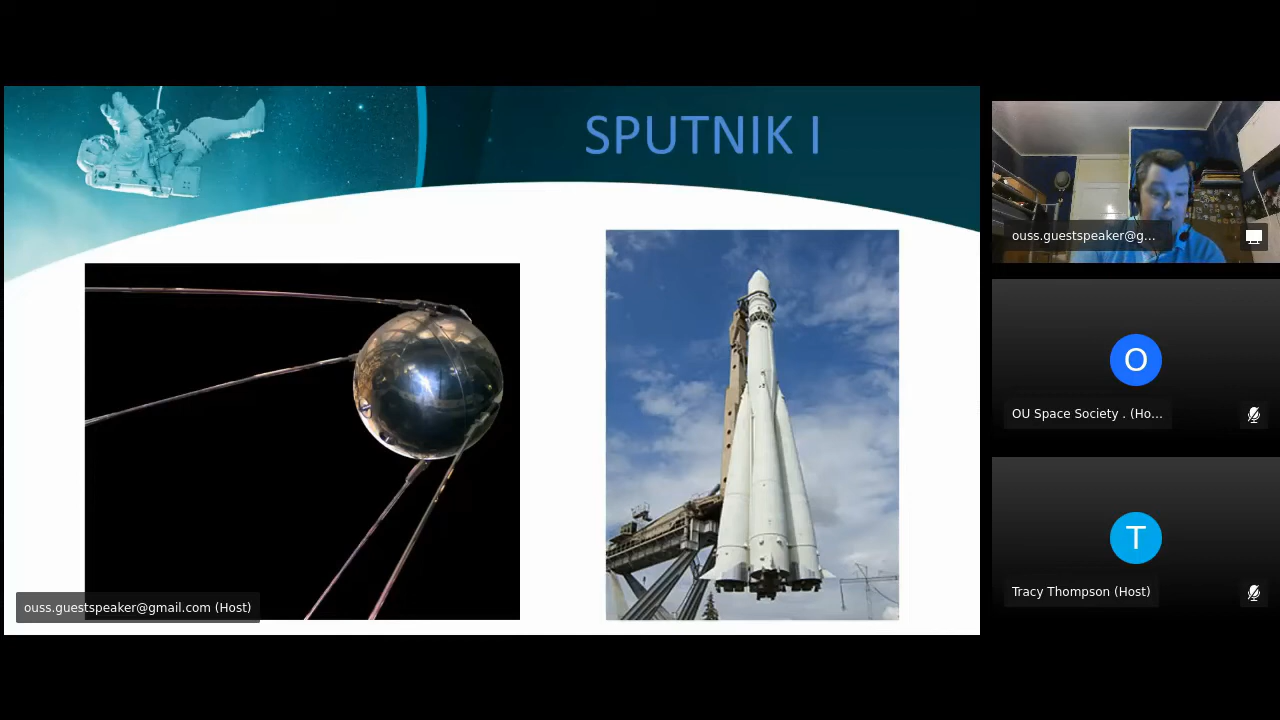 SPUTNIK I
ouss.guestspeaker@gmail.com (Host)
ouss.guestspeaker@g...
O
OU Space Society . (Ho...
T
Tracy Thompson (Host)